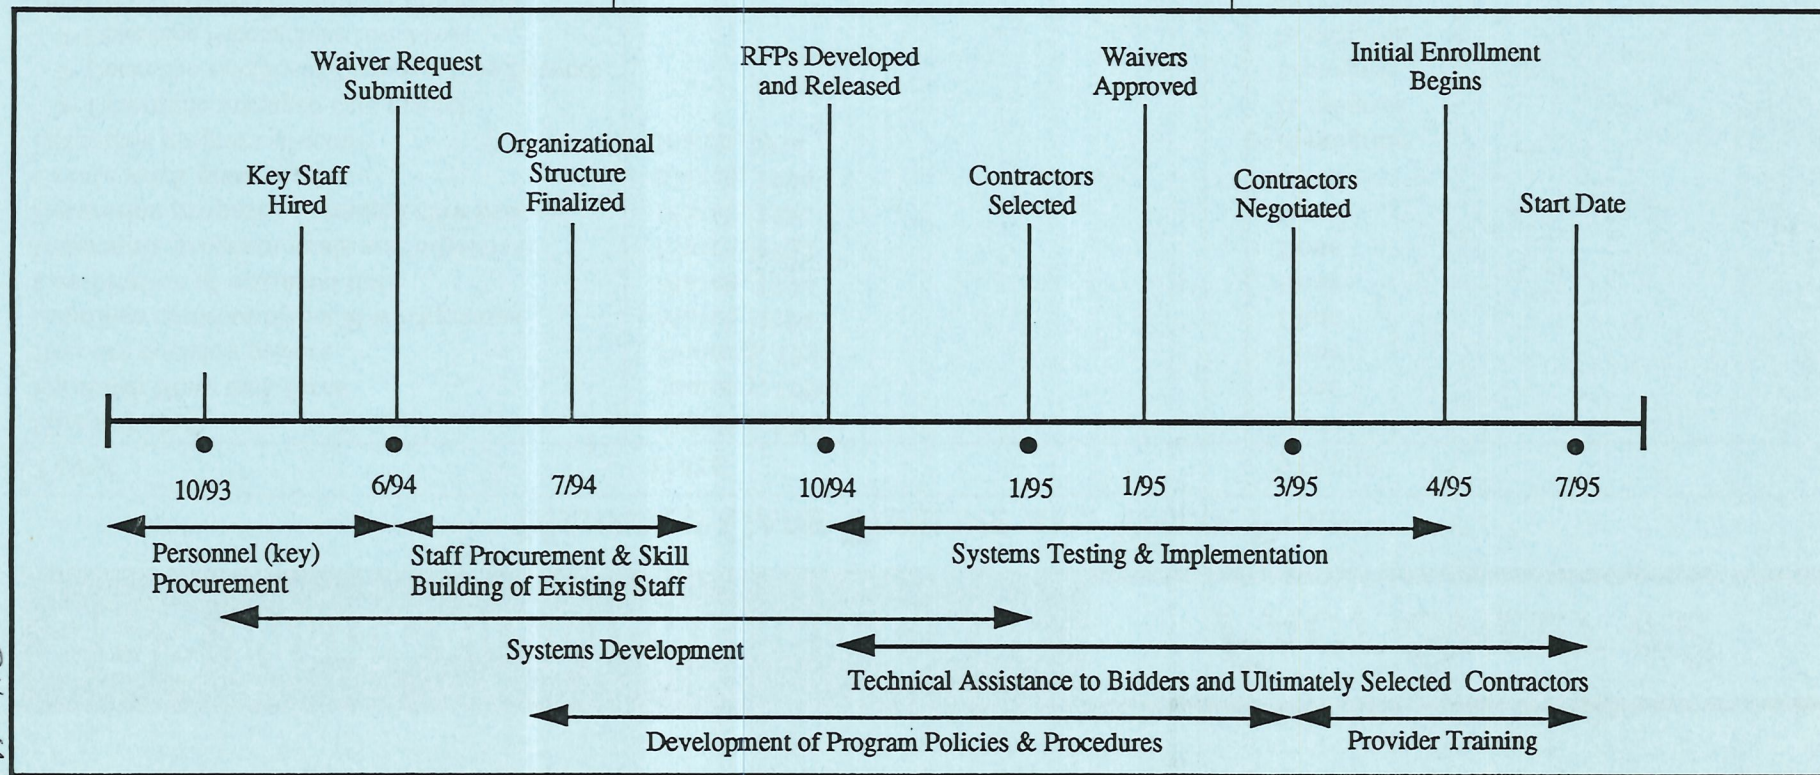 Waiver Request
Submitted
RFPs Developed
and Released
Waivers
Approved
Initial Enrollment
Begins
Key Staff
Hired
Organizational
Structure
Finalized
Contractors
Selected
Contractors
Negotiated
Start Date
10/93
6/94
7/94
10/94
1/95
1/95
3/95
4/95
7/95
Personnel (key)
Procurement
Staff Procurement & Skill
Building of Existing Staff
Systems Testing & Implementation
Systems Development
Technical Assistance to Bidders and Ultimately Selected Contractors
Development of Program Policies & Procedures
Provider Training